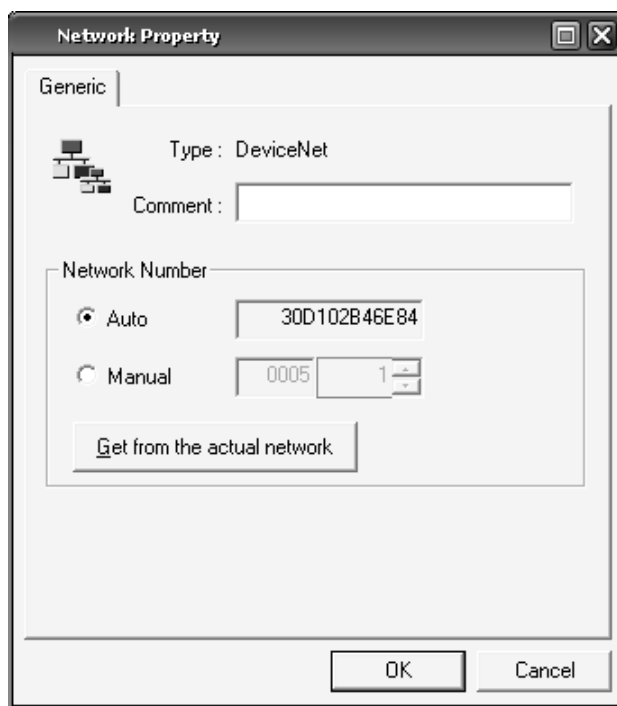 Network Property
Generic
Type : DeviceNet
Comment :
Network Number
Auto 30D102B46E84
Manual 0005 1
Get from the actual network
OK Cancel